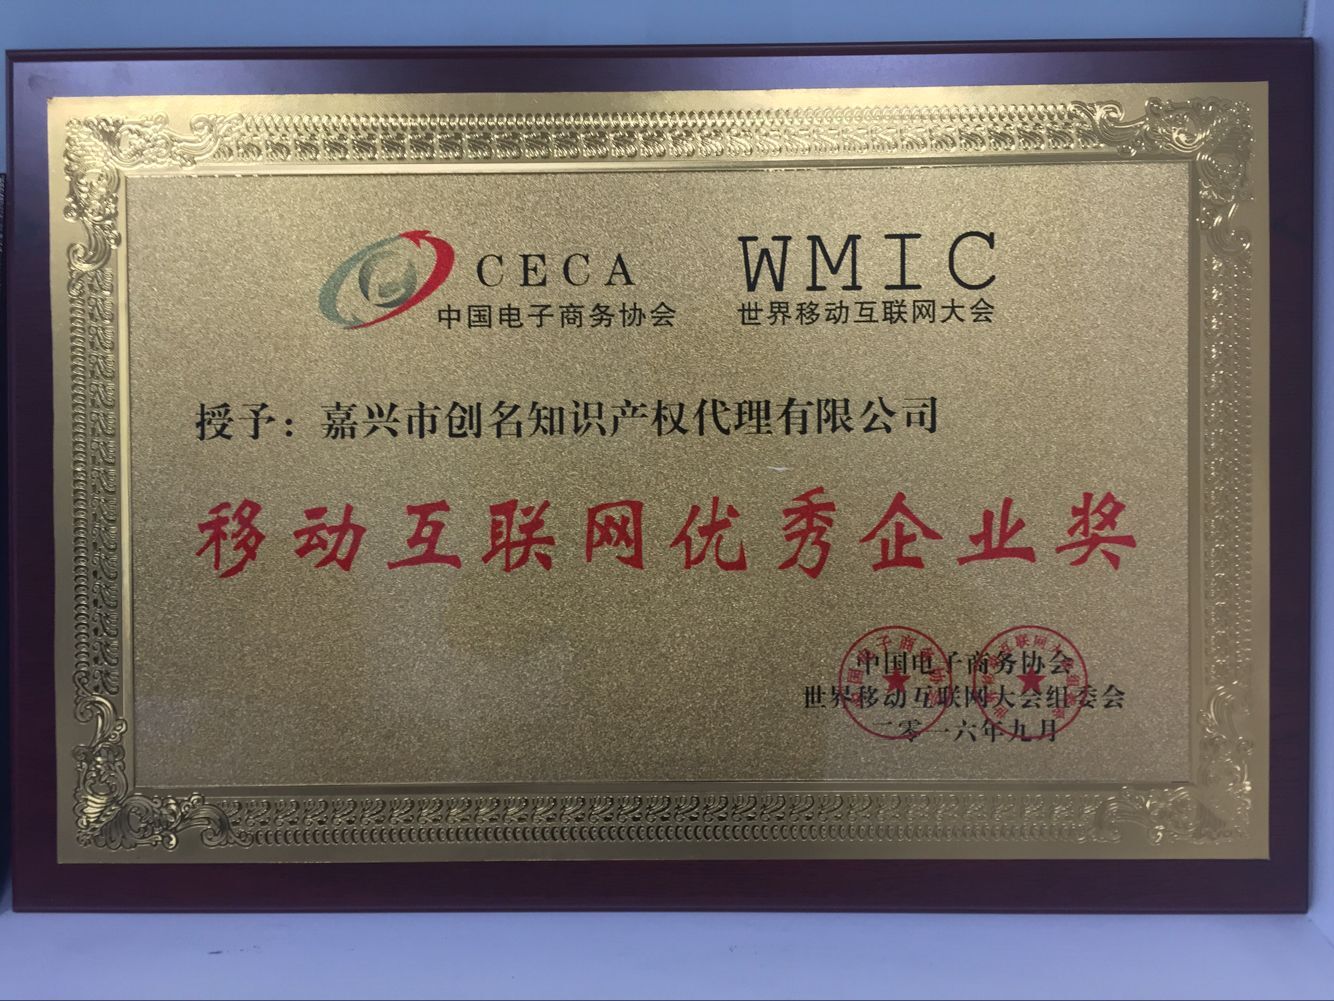 CECA
中国电子商务协会
WMIC
世界移动互联网大会
授予：嘉兴市创名知识产权代理有限公司
移动互联网优秀企业奖
中国电子商务协会
世界移动互联网大会组委会
二零一六年九月